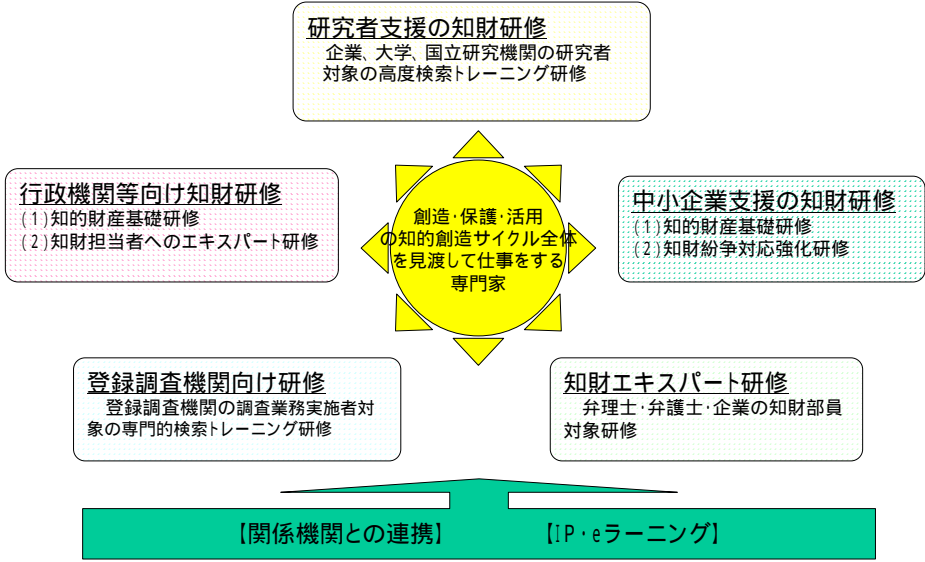 研究者支援の知財研修
企業、大学、国立研究機関の研究者
対象の高度検索トレーニング研修
行政機関等向け知財研修
(1)知的財産基礎研修
(2)知財担当者へのエキスパート研修
創造・保護・活用
の知的創造サイクル全体
を見渡して仕事をする
専門家
中小企業支援の知財研修
(1)知的財産基礎研修
(2)知財紛争対応強化研修
登録調査機関向け研修
登録調査機関の調査業務実施者対
象の専門的検索トレーニング研修
知財エキスパート研修
弁理士・弁護士・企業の知財部員
対象研修
【関係機関との連携】 【IP・eラーニング】